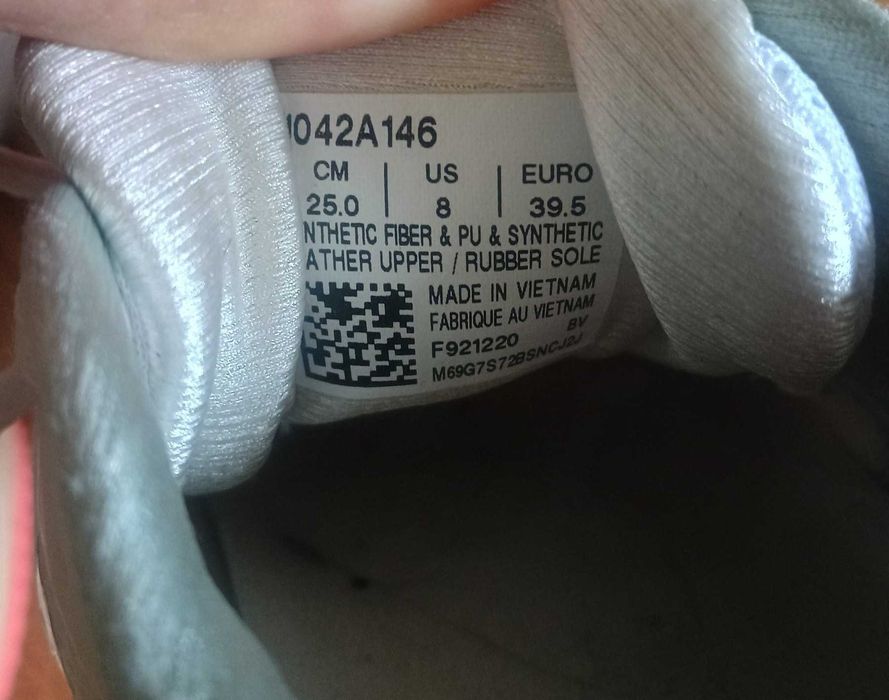 1042A146
CM | US | EURO
25.0 | 8 | 39.5
NTHETIC FIBER & PU & SYNTHETIC
ATHER UPPER / RUBBER SOLE
MADE IN VIETNAM
FABRIQUE AU VIETNAM
BV
F921220
M69G7S72BSNCJ2J